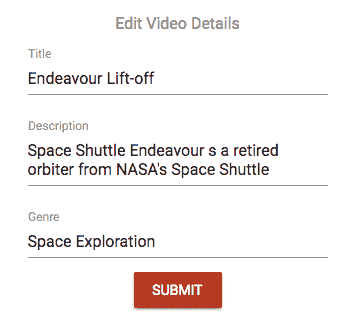 Edit Video Details
Title
Endeavour Lift-off
Description
Space Shuttle Endeavour s a retired
orbiter from NASA's Space Shuttle
Genre
Space Exploration
SUBMIT